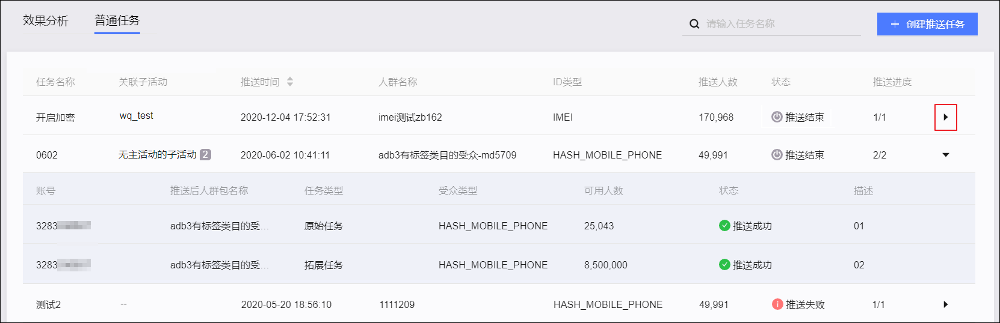 效果分析 普通任务 请输入任务名称 创建推送任务
任务名称 关联子活动 推送时间 人群名称 ID类型 推送人数 状态 推送进度
开启加密 wq_test 2020-12-04 17:52:31 imei测试zb162 IMEI 170,968 推送结束 1/1
0602 无主活动的子活动 2 2020-06-02 10:41:11 adb3有标签类目的受众-md5709 HASH_MOBILE_PHONE 49,991 推送结束 2/2
账号 推送后人群包名称 任务类型 受众类型 可用人数 状态 描述
3283 adb3有标签类目的受... 原始任务 HASH_MOBILE_PHONE 25,043 推送成功 01
3283 adb3有标签类目的受... 拓展任务 HASH_MOBILE_PHONE 8,500,000 推送成功 02
测试2 -- 2020-05-20 18:56:10 1111209 HASH_MOBILE_PHONE 49,991 推送失败 1/1